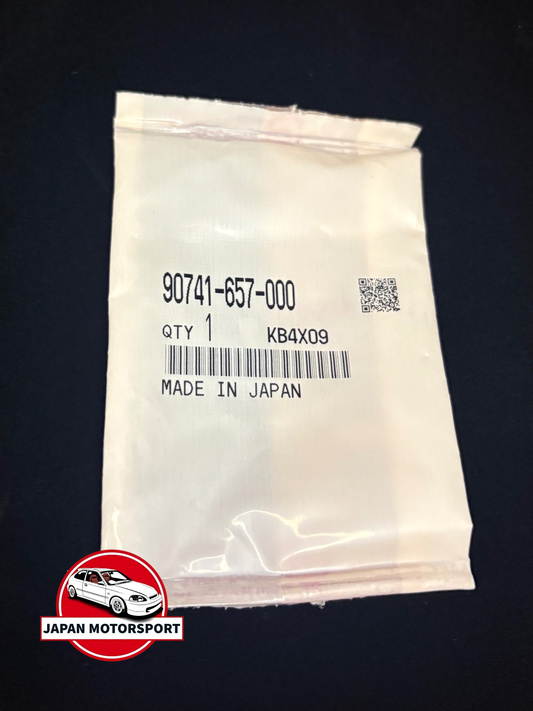 90741-657-000
QTY 1 KB4X09
MADE IN JAPAN
JAPAN MOTORSPORT